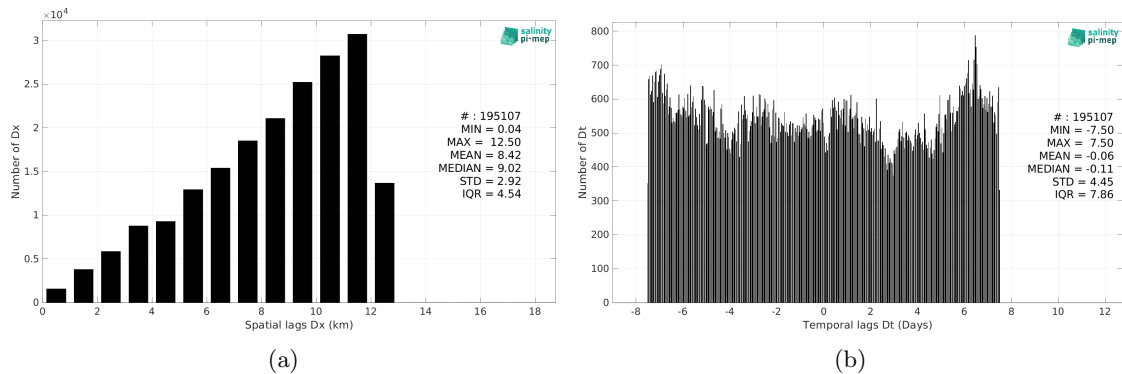 ×10⁴
3
2.5
2
1.5
1
0.5
0
Number of Dx
0 2 4 6 8 10 12 14 16 18
Spatial lags Dx (km)
salinity
pi-mep
# : 195107
MIN = 0.04
MAX = 12.50
MEAN = 8.42
MEDIAN = 9.02
STD = 2.92
IQR = 4.54
(a)
800
700
600
500
400
300
200
100
0
Number of Dt
-8 -6 -4 -2 0 2 4 6 8 10 12
Temporal lags Dt (Days)
salinity
pi-mep
# : 195107
MIN = -7.50
MAX = 7.50
MEAN = -0.06
MEDIAN = -0.11
STD = 4.45
IQR = 7.86
(b)